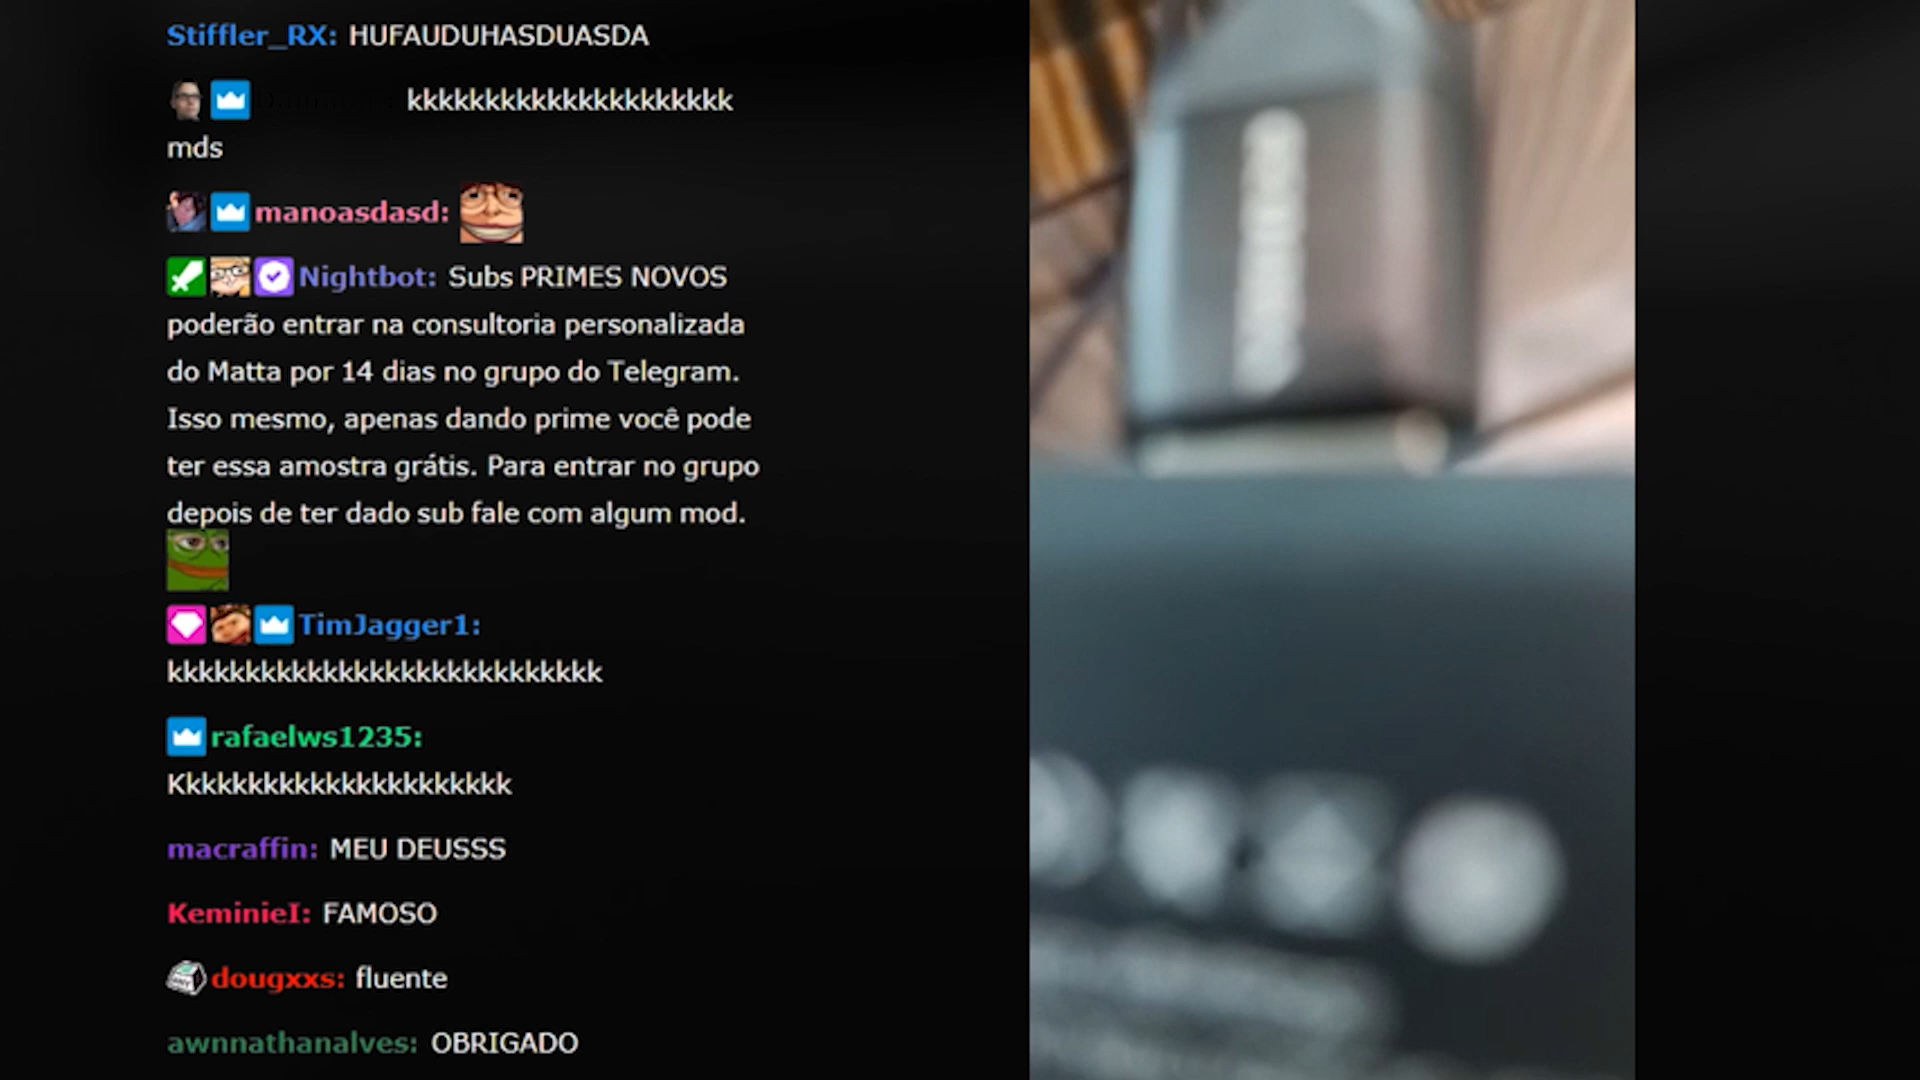 Stiffler_RX: HUFAUDUHASDUASDA
kkkkkkkkkkkkkkkkkkkkk
mds
manoasdasd:
Nightbot: Subs PRIMES NOVOS
poderão entrar na consultoria personalizada
do Matta por 14 dias no grupo do Telegram.
Isso mesmo, apenas dando prime você pode
ter essa amostra grátis. Para entrar no grupo
depois de ter dado sub fale com algum mod.
TimJagger1:
kkkkkkkkkkkkkkkkkkkkkkkkkkkk
rafaelws1235:
Kkkkkkkkkkkkkkkkkkkkkk
macraffin: MEU DEUSSS
KeminieI: FAMOSO
dougxxs: fluente
awnnathanalves: OBRIGADO